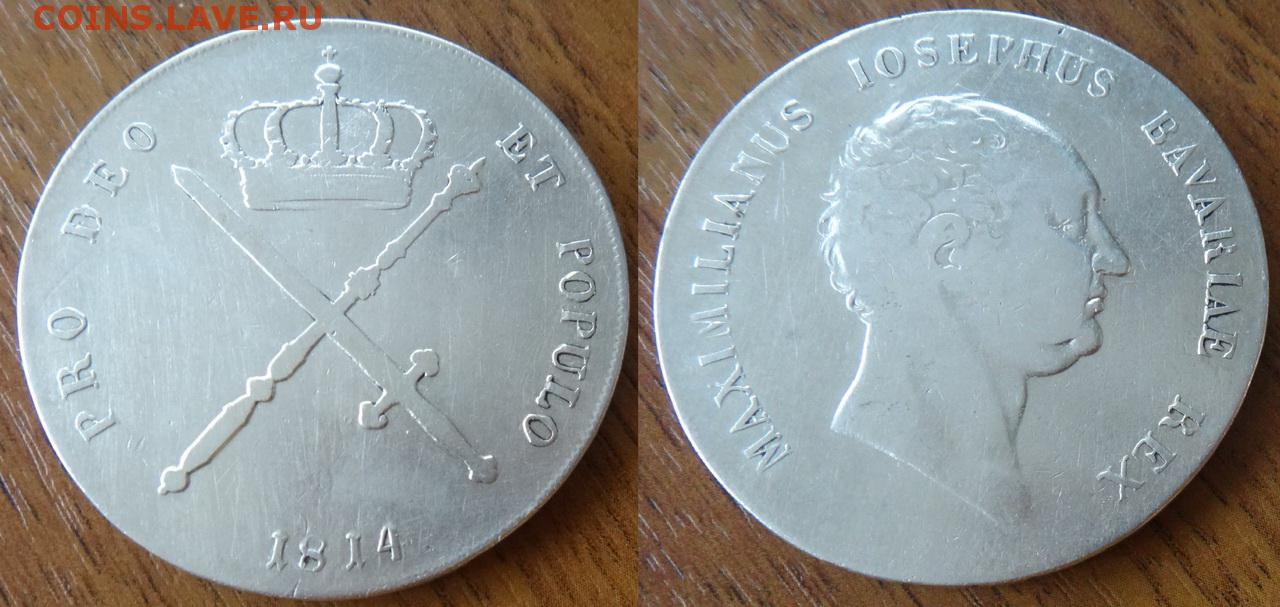 COINS.LAVE.RU
PRO DEO ET POPULO
1814
MAXIMILIANUS IOSEPHUS BAVARIAE REX